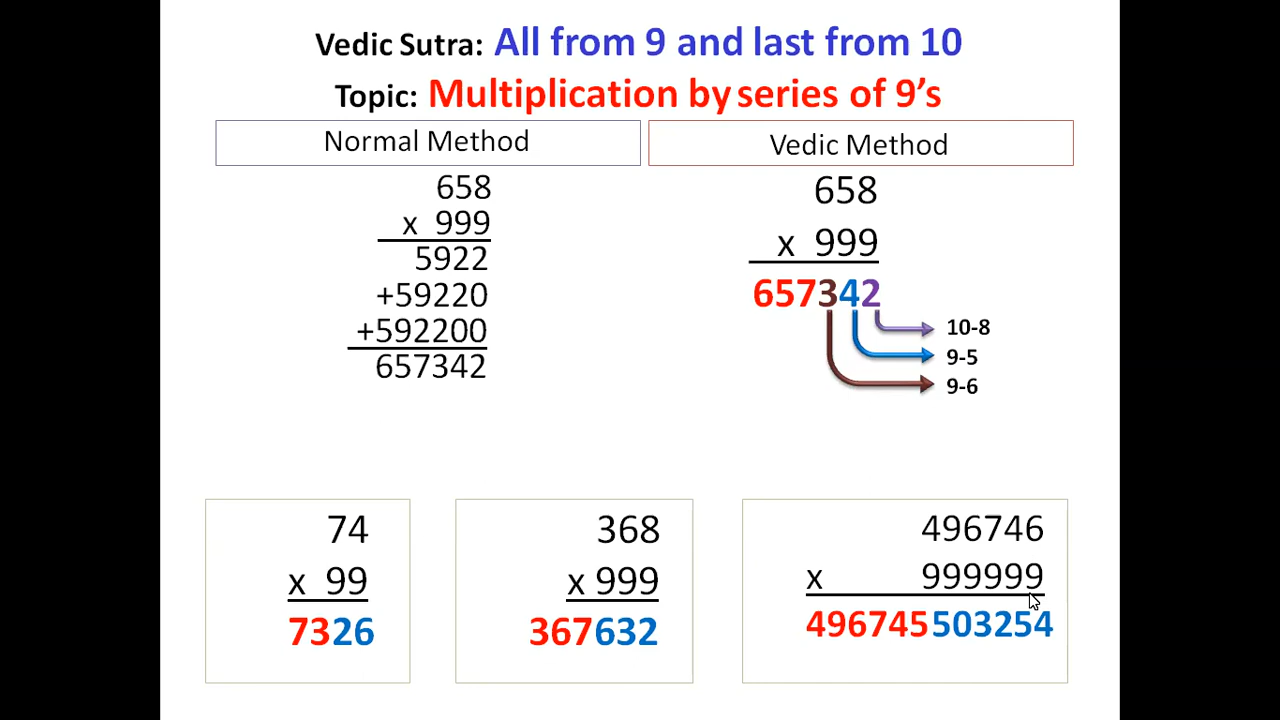 Vedic Sutra: All from 9 and last from 10
Topic: Multiplication by series of 9's
Normal Method
658
x 999
5922
+59220
+592200
657342
Vedic Method
658
x 999
657342
10-8
9-5
9-6
74
x 99
7326
368
x 999
367632
496746
x 999999
496745503254